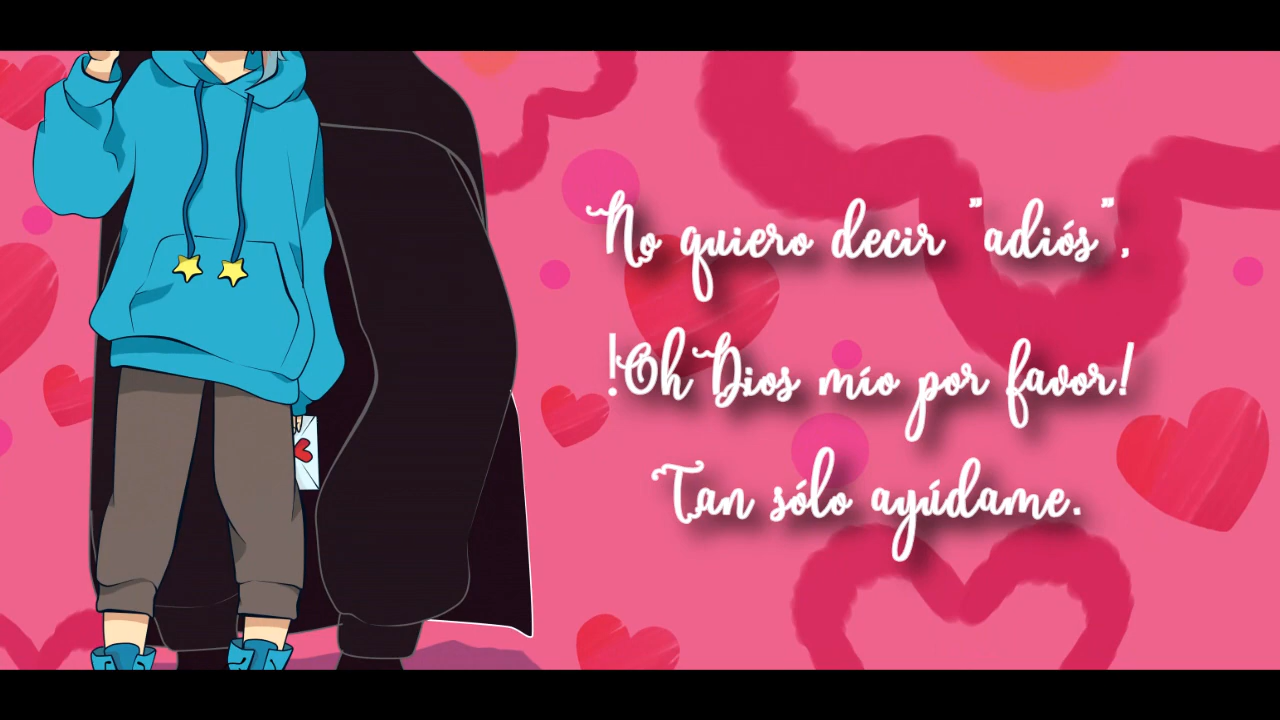 No quiero decir "adiós",
!Oh Dios mío por favor!
Tan sólo ayúdame.